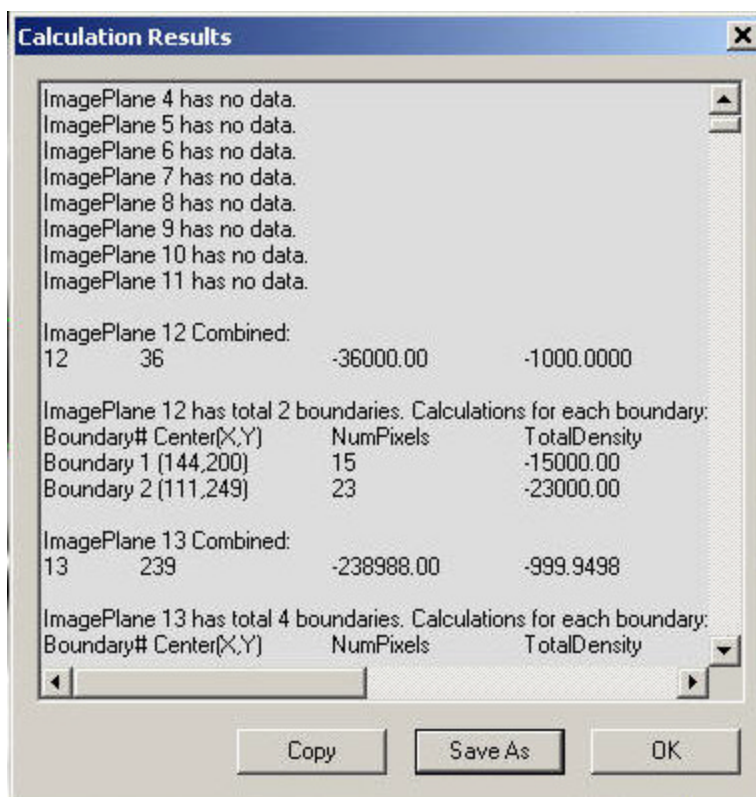 Calculation Results
ImagePlane 4 has no data.
ImagePlane 5 has no data.
ImagePlane 6 has no data.
ImagePlane 7 has no data.
ImagePlane 8 has no data.
ImagePlane 9 has no data.
ImagePlane 10 has no data.
ImagePlane 11 has no data.
ImagePlane 12 Combined:
12 36 -36000.00 -1000.0000
ImagePlane 12 has total 2 boundaries. Calculations for each boundary:
Boundary# Center(X,Y) NumPixels TotalDensity
Boundary 1 (144,200) 15 -15000.00
Boundary 2 (111,249) 23 -23000.00
ImagePlane 13 Combined:
13 239 -238988.00 -999.9498
ImagePlane 13 has total 4 boundaries. Calculations for each boundary:
Boundary# Center(X,Y) NumPixels TotalDensity
Copy Save As OK